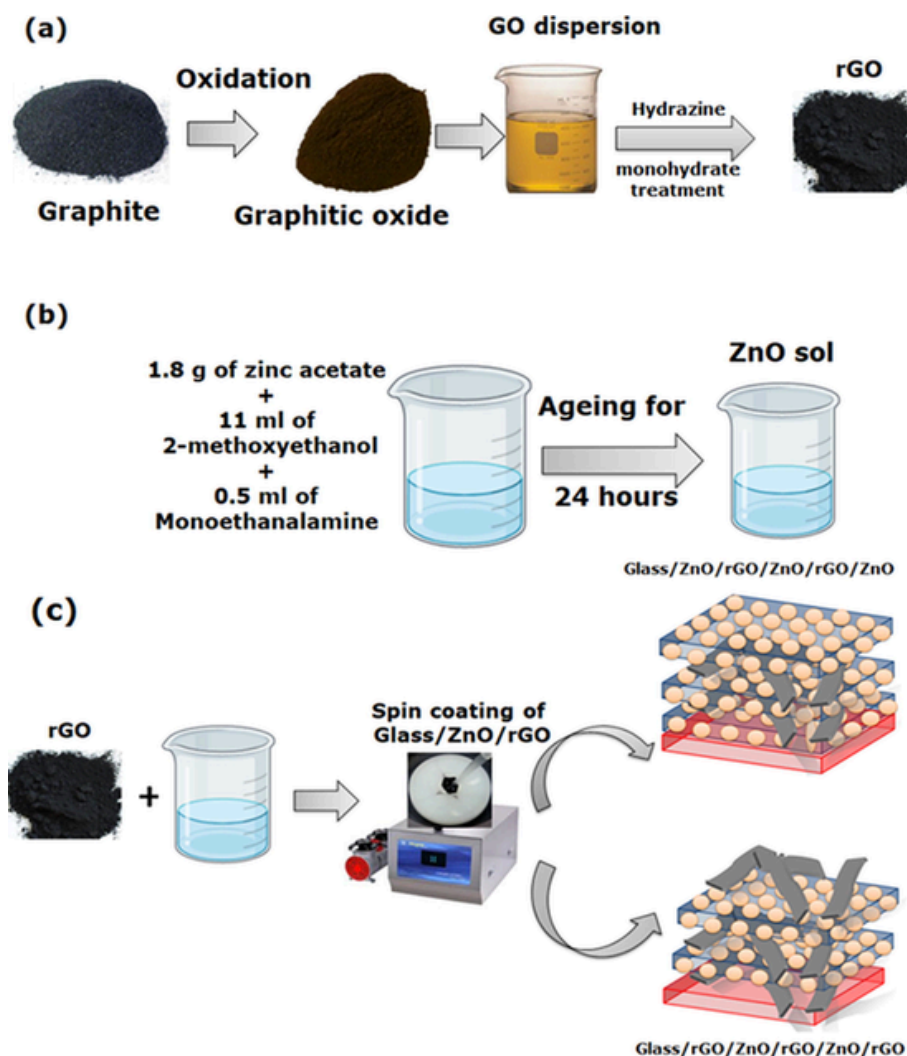 (a)
GO dispersion
Oxidation
rGO
Hydrazine
monohydrate
treatment
Graphite
Graphitic oxide
(b)
ZnO sol
1.8 g of zinc acetate
+
11 ml of
2-methoxyethanol
+
0.5 ml of
Monoethanalamine
Ageing for
24 hours
Glass/ZnO/rGO/ZnO/rGO/ZnO
(c)
Spin coating of
Glass/ZnO/rGO
rGO
+
Glass/rGO/ZnO/rGO/ZnO/rGO